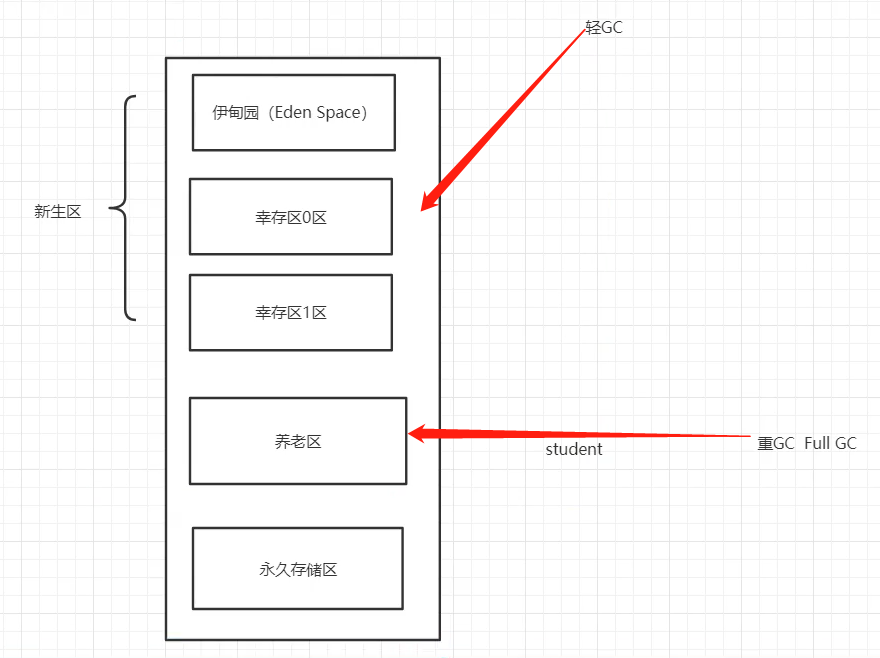 轻GC
伊甸园（Eden Space）
新生区
幸存区0区
幸存区1区
养老区
student
重GC  Full GC
永久存储区